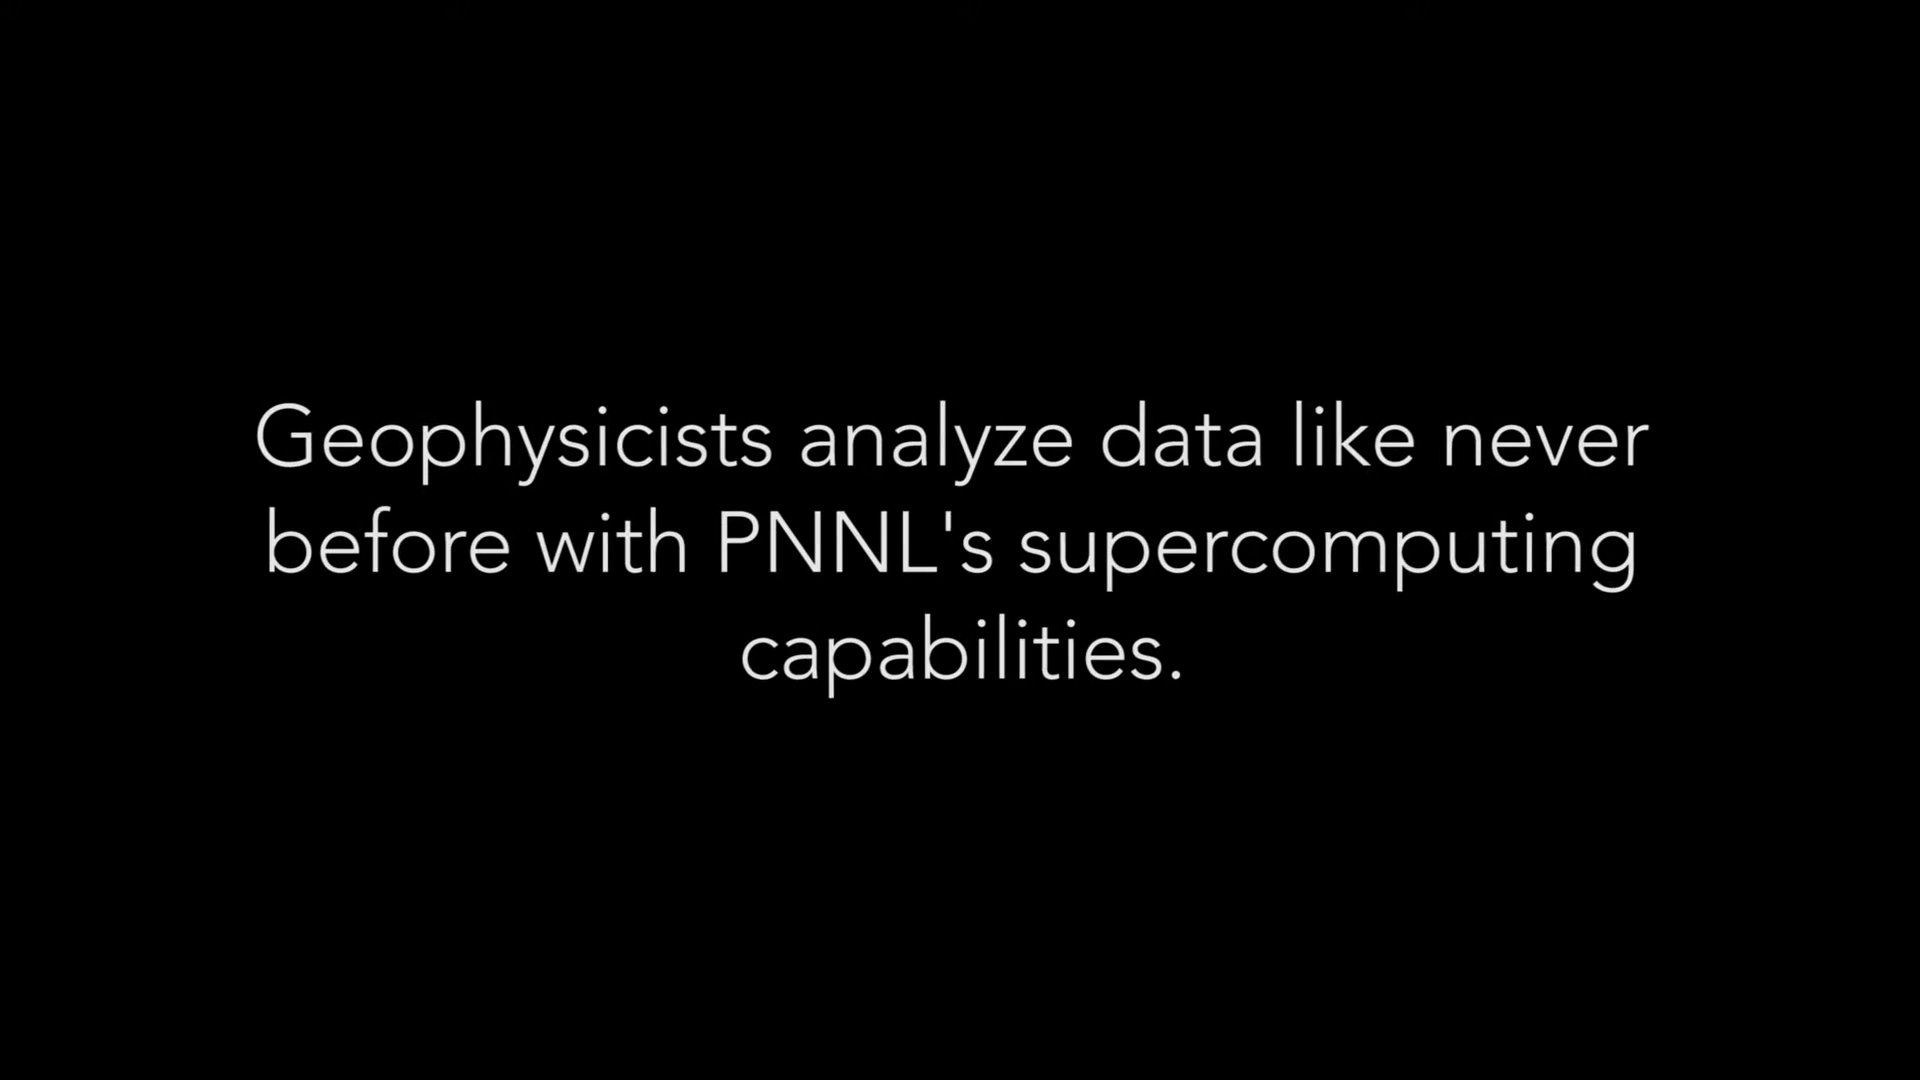 Geophysicists analyze data like never
before with PNNL's supercomputing
capabilities.